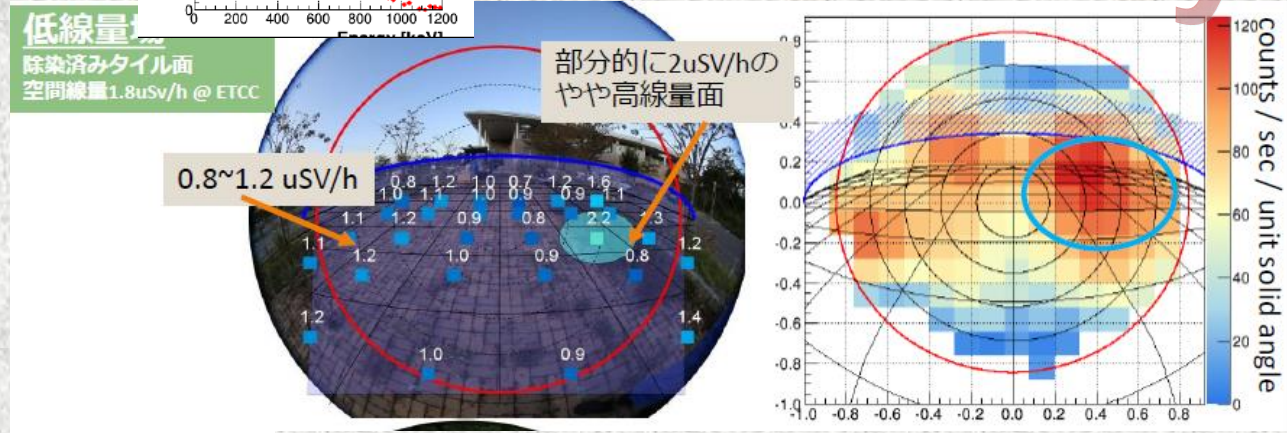 0 200 400 600 800 1000 1200
低線量場
除染済みタイル面
空間線量1.8uSv/h @ ETCC
部分的に2uSV/hの
やや高線量面
0.8~1.2 uSV/h
0.8 1.2 1.0 0.7 1.2 1.6
1.0 1.1 1.0 0.9 0.9 1.1
1.1 1.2 0.9 0.8 2.2
1.1 1.2 1.0 0.9 0.8 1.2
1.2 1.4
1.0 0.9
0.2
0.0
-0.2
-0.4
-0.6
-0.8
-1.0
-1.0 -0.8 -0.6 -0.4 -0.2 0.0 0.2 0.4 0.6 0.8
120
100
80
60
40
20
0
counts / sec / unit solid angle